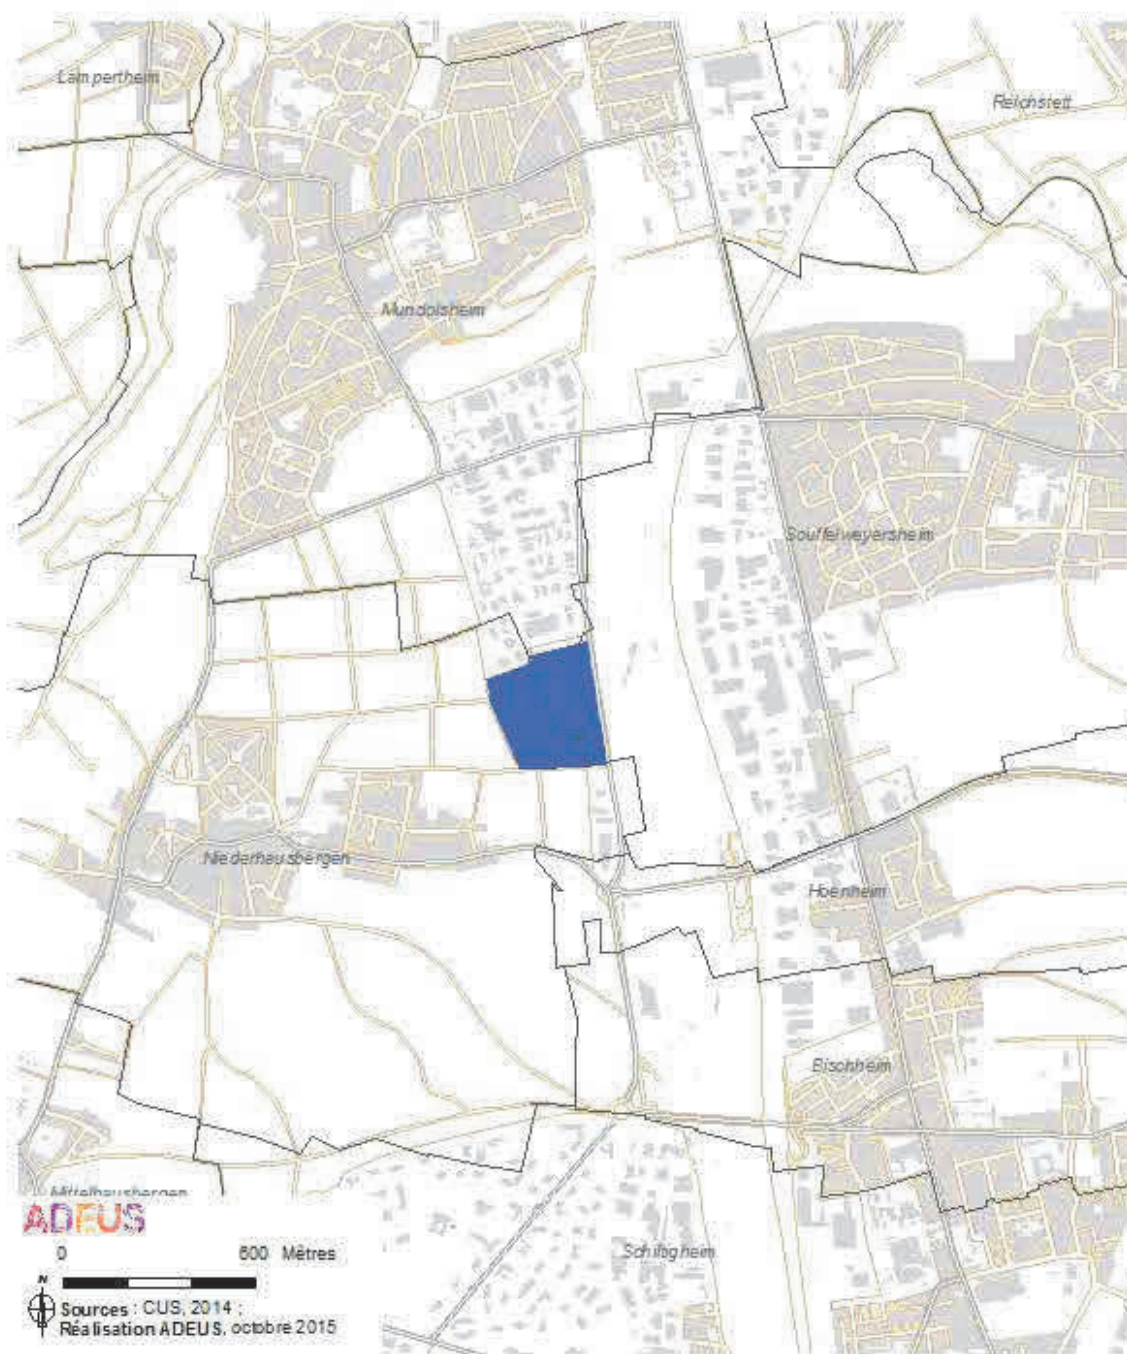 Lampertheim
Reichstett
Mundolsheim
Souffelweyersheim
Niederhausbergen
Hoenheim
Bischheim
Mittelhausbergen
ADEUS
0 600 Mètres
Schiltigheim
N
Sources : CUS, 2014 ;
Réalisation ADEUS, octobre 2015